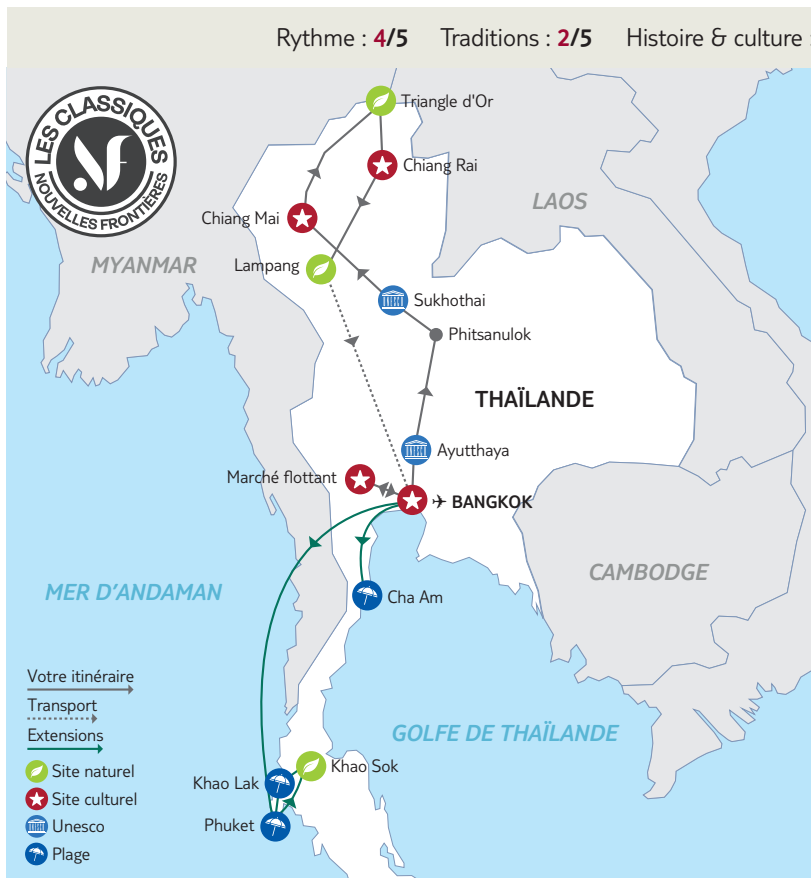 Rythme : 4/5 Traditions : 2/5 Histoire & culture :
LES CLASSIQUES
NOUVELLES FRONTIÈRES
Triangle d'Or
Chiang Rai
LAOS
Chiang Mai
MYANMAR
Lampang
Sukhothai
Phitsanulok
THAÏLANDE
Ayutthaya
Marché flottant
BANGKOK
CAMBODGE
MER D'ANDAMAN
Cha Am
Votre itinéraire
Transport
Extensions
GOLFE DE THAÏLANDE
Site naturel
Khao Sok
Khao Lak
Site culturel
Phuket
Unesco
Plage